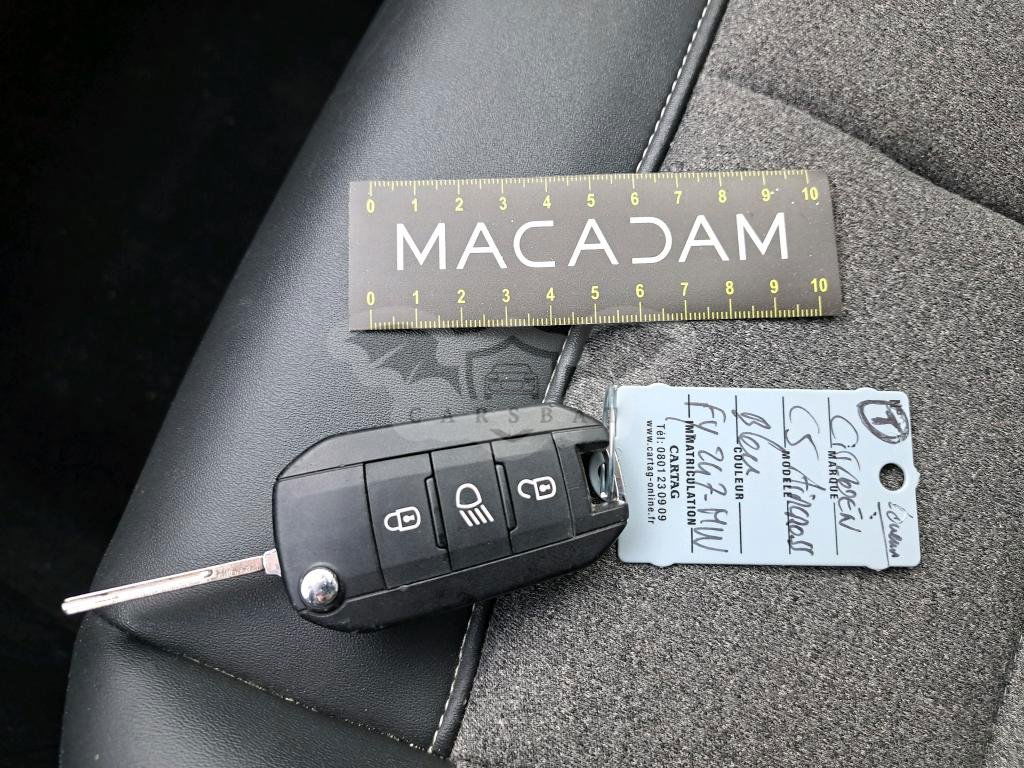 0 1 2 3 4 5 6 7 8 9 10
MACADAM
0 1 2 3 4 5 6 7 8 9 10
CARSBA
T
CITROËN
MARQUE
C5 Aircross
MODÈLE
Bleu
COULEUR
FY 247 MW
IMMATRICULATION
CARTAG
Tél: 0801 23 09 09
www.cartag-online.fr